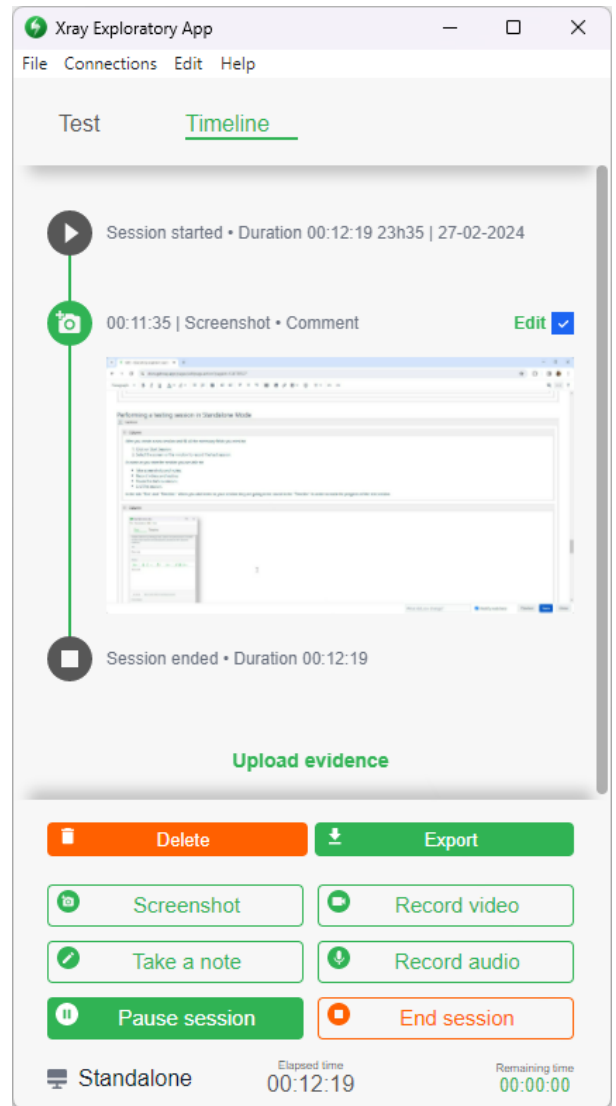 Xray Exploratory App
File Connections Edit Help
Test Timeline
Session started • Duration 00:12:19 23h35 | 27-02-2024
00:11:35 | Screenshot • Comment Edit
Performing a testing session in Standalone Mode
Session ended • Duration 00:12:19
Upload evidence
Delete Export
Screenshot Record video
Take a note Record audio
Pause session End session
Standalone
Elapsed time
00:12:19
Remaining time
00:00:00